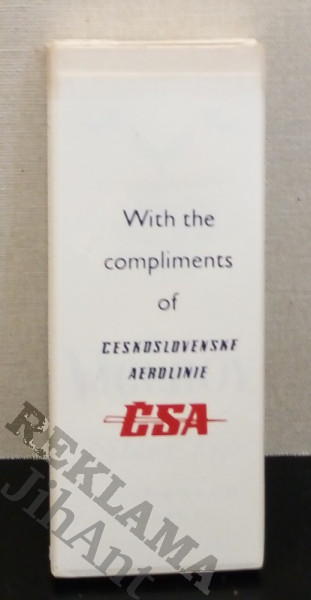 With the
compliments
of
ČESKOSLOVENSKÉ
AEROLINIE
ČSA
REKLAMA
JihAnt